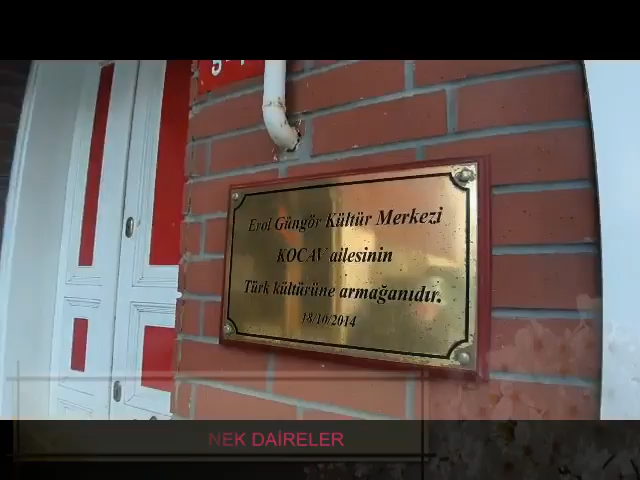 Erol Güngör Kültür Merkezi
KOCAV ailesinin
Türk kültürüne armağanıdır.
18/10/2014
NEK DAİRELER